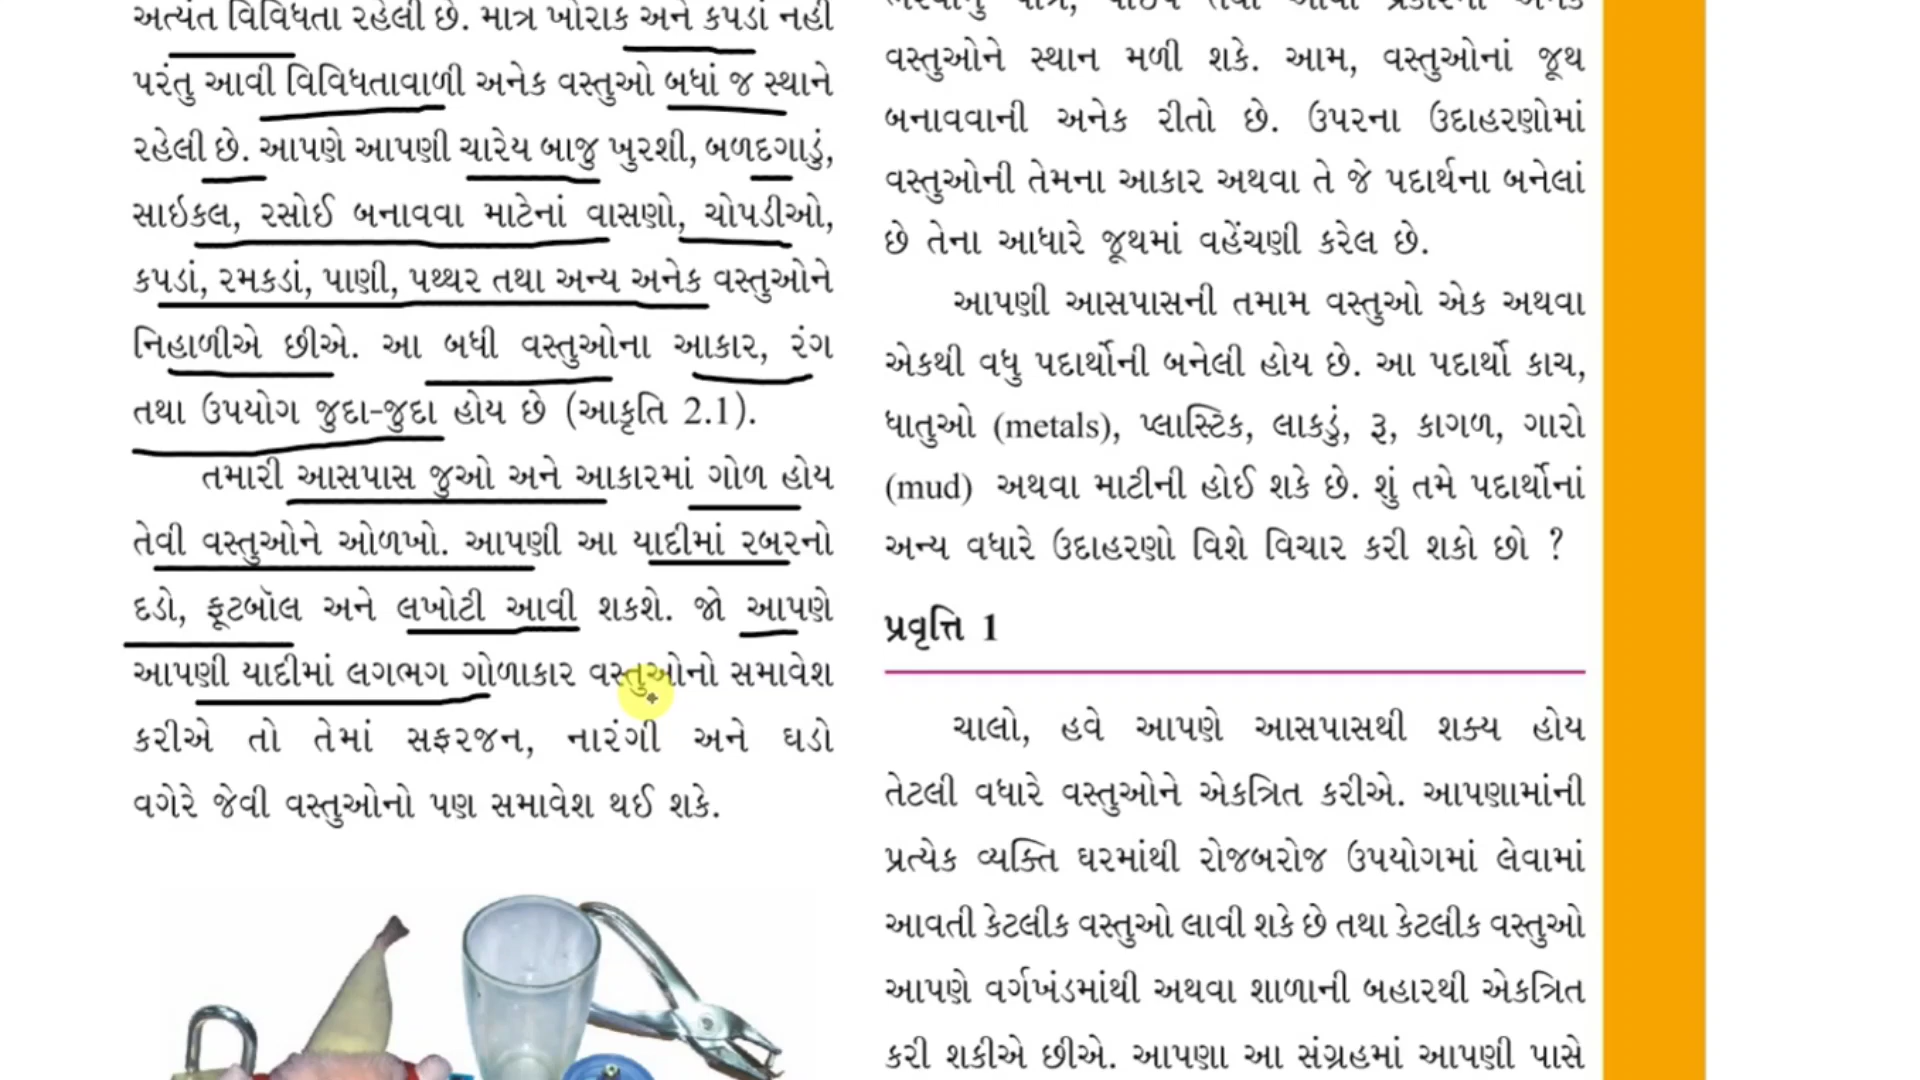 અત્યંત વિવિધતા રહેલી છે. માત્ર ખોરાક અને કપડાં નહીં
પરંતુ આવી વિવિધતાવાળી અનેક વસ્તુઓ બધાં જ સ્થાને
રહેલી છે. આપણે આપણી ચારેય બાજુ ખુરશી, બળદગાડું,
સાઇકલ, રસોઈ બનાવવા માટેનાં વાસણો, ચોપડીઓ,
કપડાં, રમકડાં, પાણી, પથ્થર તથા અન્ય અનેક વસ્તુઓને
નિહાળીએ છીએ. આ બધી વસ્તુઓના આકાર, રંગ
તથા ઉપયોગ જુદા-જુદા હોય છે (આકૃતિ 2.1).
તમારી આસપાસ જુઓ અને આકારમાં ગોળ હોય
તેવી વસ્તુઓને ઓળખો. આપણી આ યાદીમાં રબરનો
દડો, ફૂટબૉલ અને લખોટી આવી શકશે. જો આપણે
આપણી યાદીમાં લગભગ ગોળાકાર વસ્તુઓનો સમાવેશ
કરીએ તો તેમાં સફરજન, નારંગી અને ઘડો
વગેરે જેવી વસ્તુઓનો પણ સમાવેશ થઈ શકે.
વસ્તુઓને સ્થાન મળી શકે. આમ, વસ્તુઓનાં જૂથ
બનાવવાની અનેક રીતો છે. ઉપરના ઉદાહરણોમાં
વસ્તુઓની તેમના આકાર અથવા તે જે પદાર્થના બનેલાં
છે તેના આધારે જૂથમાં વહેંચણી કરેલ છે.
આપણી આસપાસની તમામ વસ્તુઓ એક અથવા
એકથી વધુ પદાર્થોની બનેલી હોય છે. આ પદાર્થો કાચ,
ધાતુઓ (metals), પ્લાસ્ટિક, લાકડું, રૂ, કાગળ, ગારો
(mud) અથવા માટીની હોઈ શકે છે. શું તમે પદાર્થોનાં
અન્ય વધારે ઉદાહરણો વિશે વિચાર કરી શકો છો ?
પ્રવૃત્તિ 1
ચાલો, હવે આપણે આસપાસથી શક્ય હોય
તેટલી વધારે વસ્તુઓને એકત્રિત કરીએ. આપણામાંની
પ્રત્યેક વ્યક્તિ ઘરમાંથી રોજબરોજ ઉપયોગમાં લેવામાં
આવતી કેટલીક વસ્તુઓ લાવી શકે છે તથા કેટલીક વસ્તુઓ
આપણે વર્ગખંડમાંથી અથવા શાળાની બહારથી એકત્રિત
કરી શકીએ છીએ. આપણા આ સંગ્રહમાં આપણી પાસે